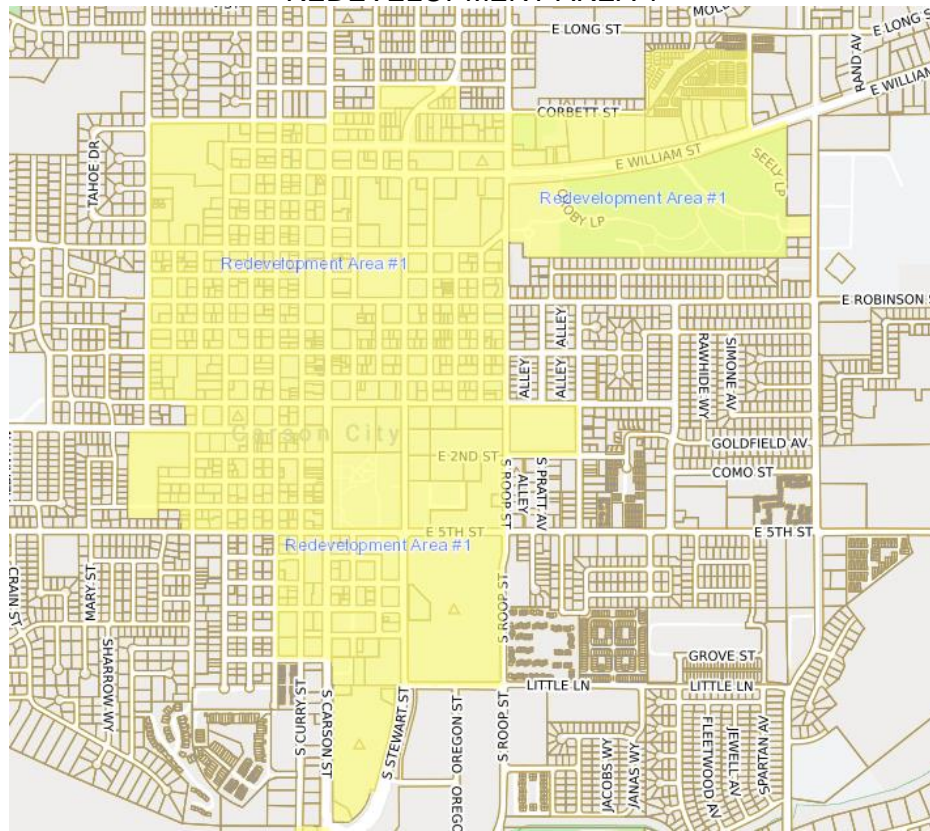 E LONG ST
E LONG S
RAND AV
E WILLIAM
CORBETT ST
E WILLIAM ST
TAHOE DR
SEELY LP
Redevelopment Area #1
Redevelopment Area #1
E ROBINSON S
ALLEY
ALLEY
ALLEY
ALLEY
RAWHIDE WY
SIMONE AV
Carson City
GOLDFIELD AV
E 2ND ST
COMO ST
S ROOP ST
ALLEY
S PRATT AV
E 5TH ST
E 5TH ST
Redevelopment Area #1
CRAIN ST
MARY ST
SHARROW WY
S ROOP ST
GROVE ST
LITTLE LN
LITTLE LN
S CURRY ST
S CARSON ST
S STEWART ST
OREGON ST
OREGO
S ROOP ST
JACOBS WY
JANAS WY
FLEETWOOD AV
JEWELL AV
SPARTAN AV